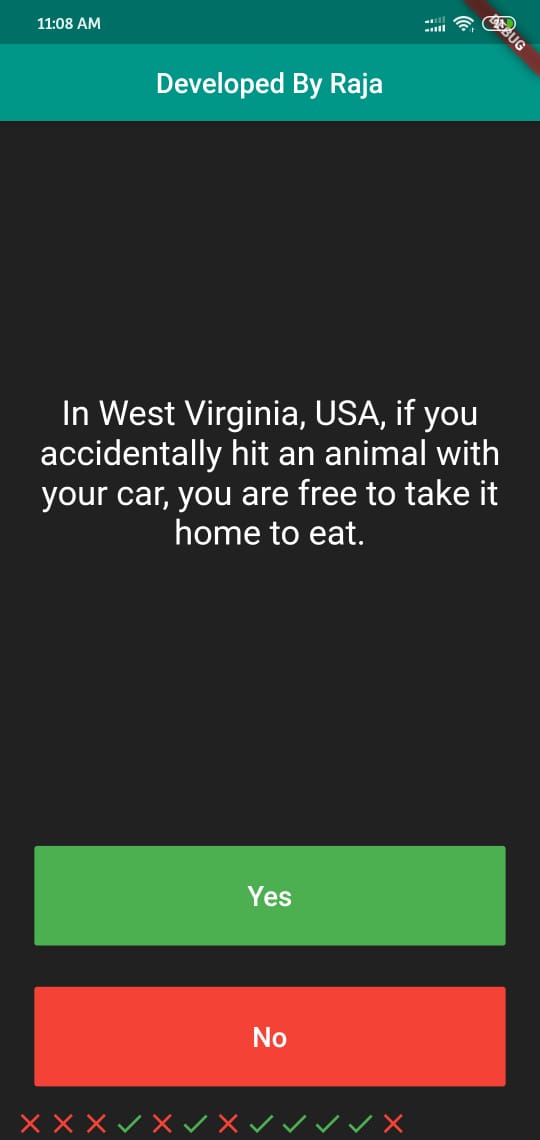 11:08 AM
DEBUG
Developed By Raja
In West Virginia, USA, if you
accidentally hit an animal with
your car, you are free to take it
home to eat.
Yes
No